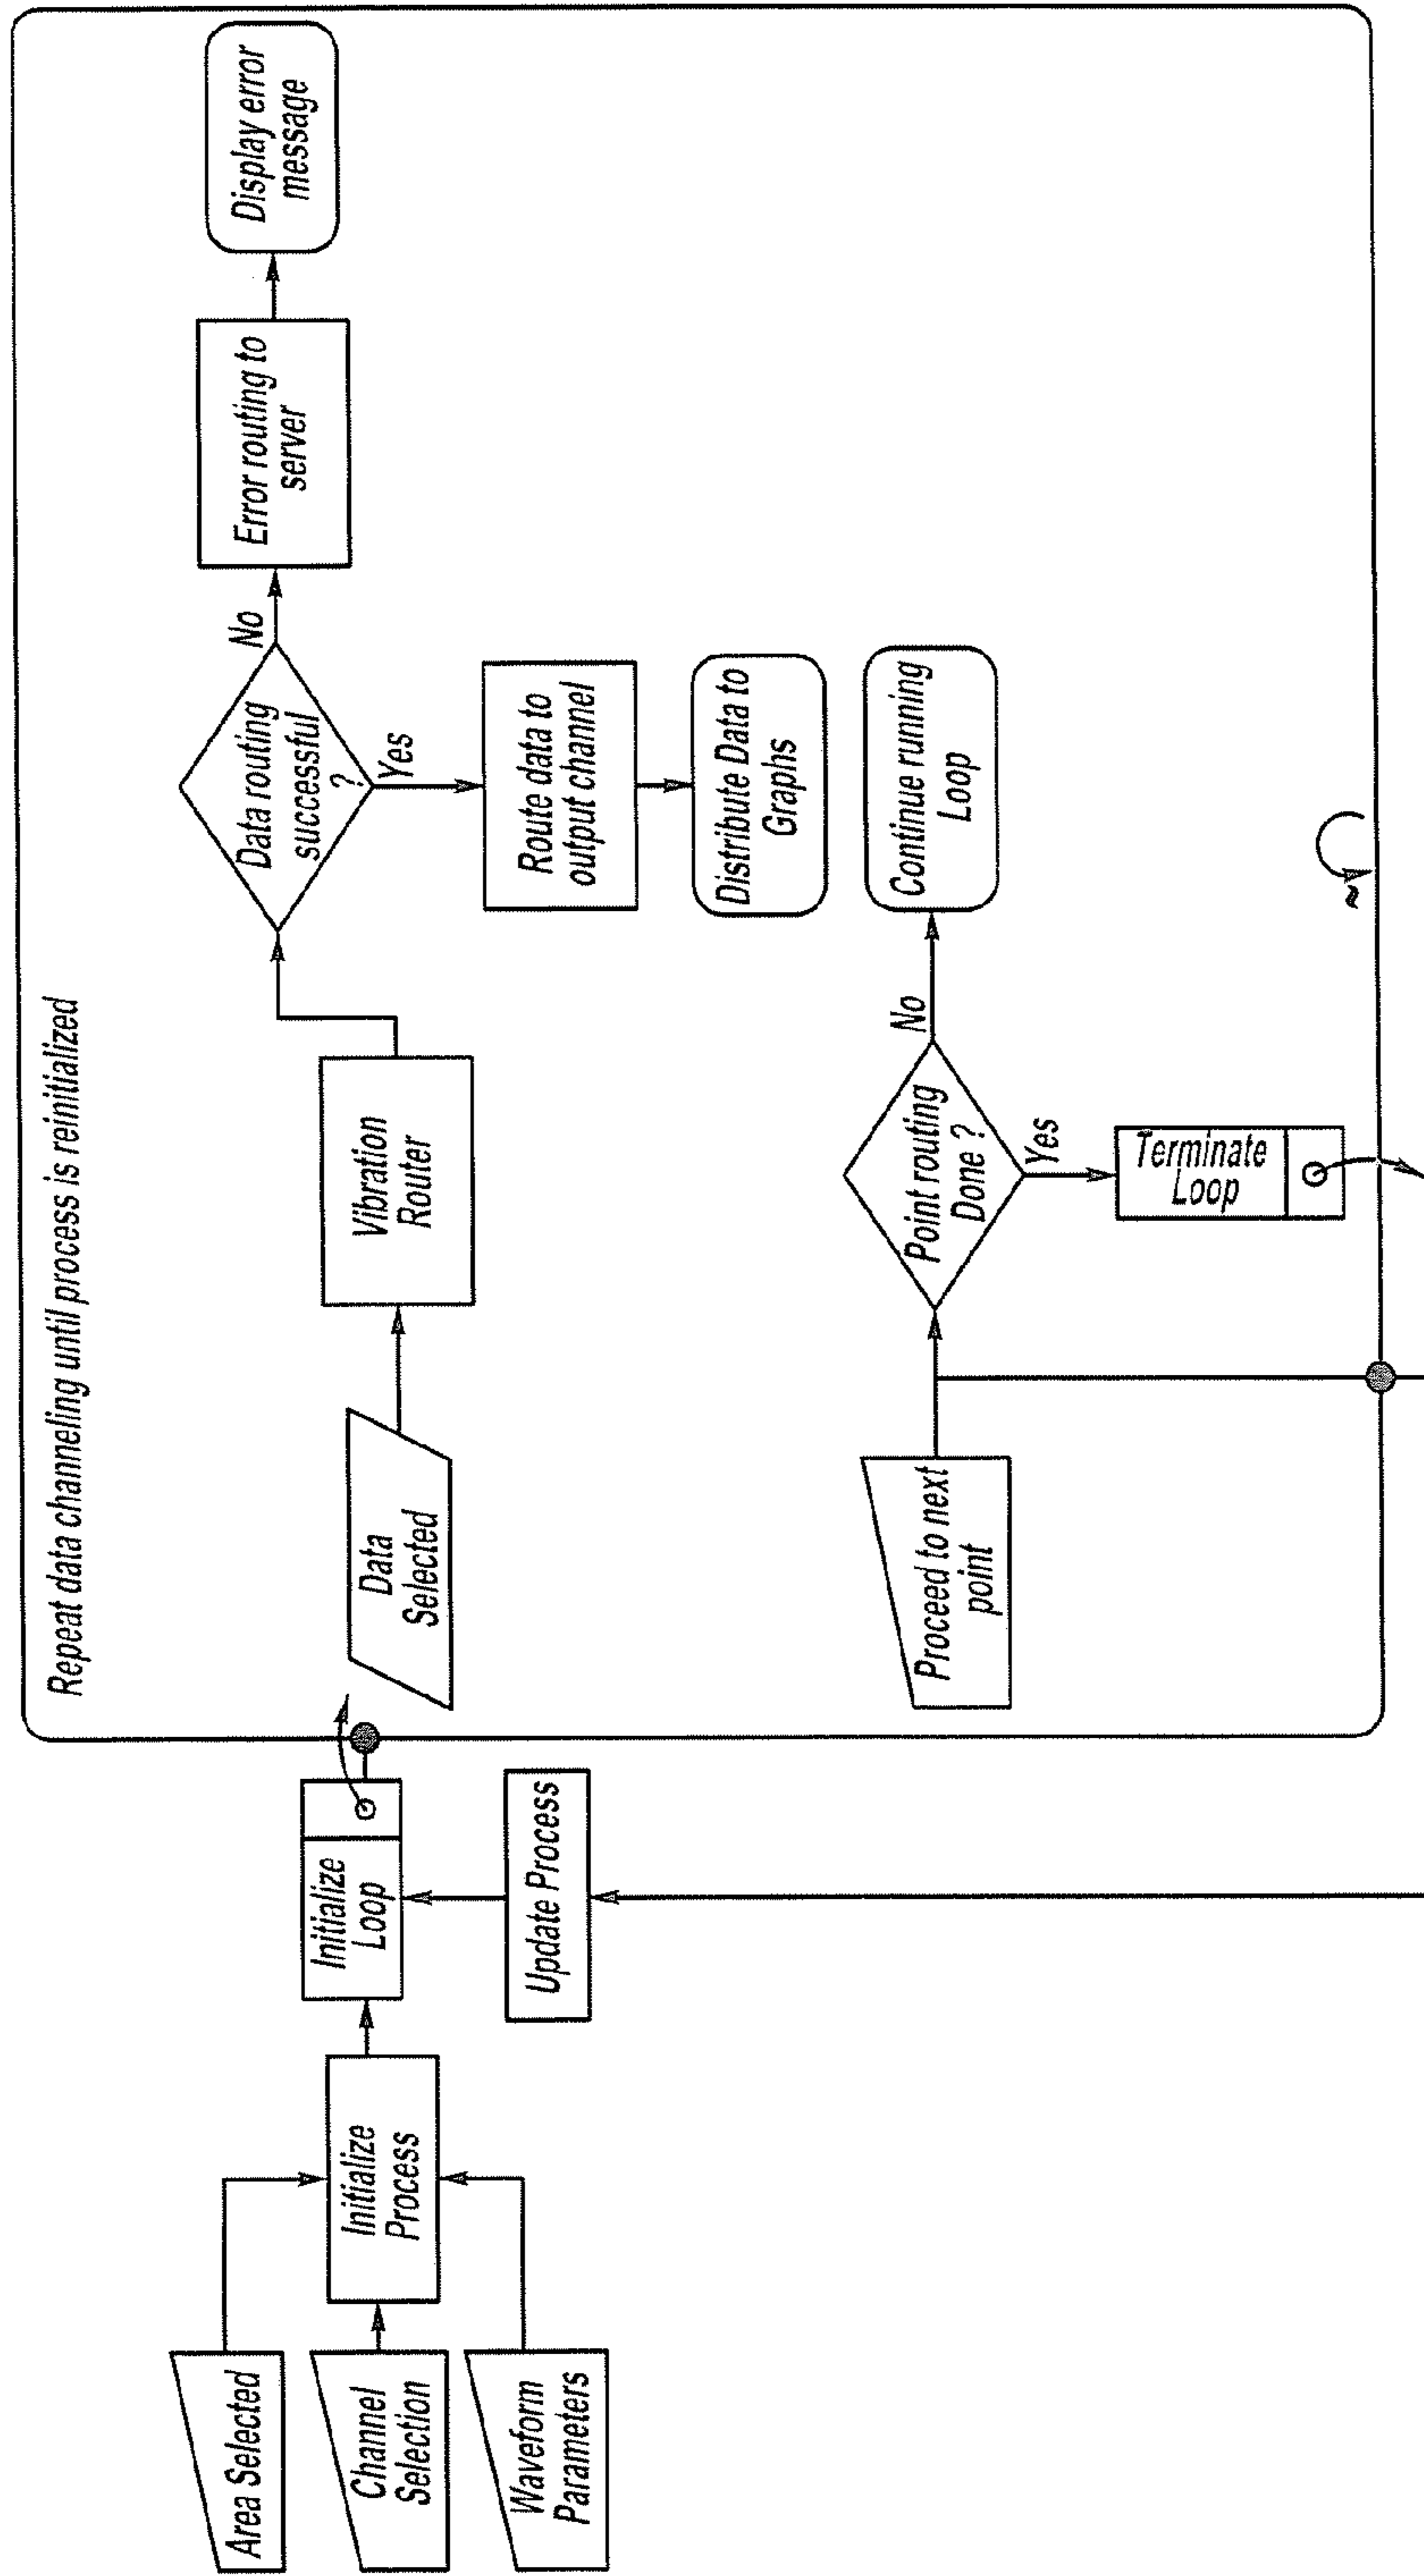 Repeat data channeling until process is reinitialized
Area Selected
Channel
Selection
Waveform
Parameters
Initialize
Process
Initialize
Loop
Update Process
Data
Selected
Vibration
Router
Data routing
successful
?
No
Yes
Error routing to
server
Display error
message
Route data to
output channel
Distribute Data to
Graphs
Proceed to next
point
Point routing
Done ?
No
Yes
Continue running
Loop
Terminate
Loop